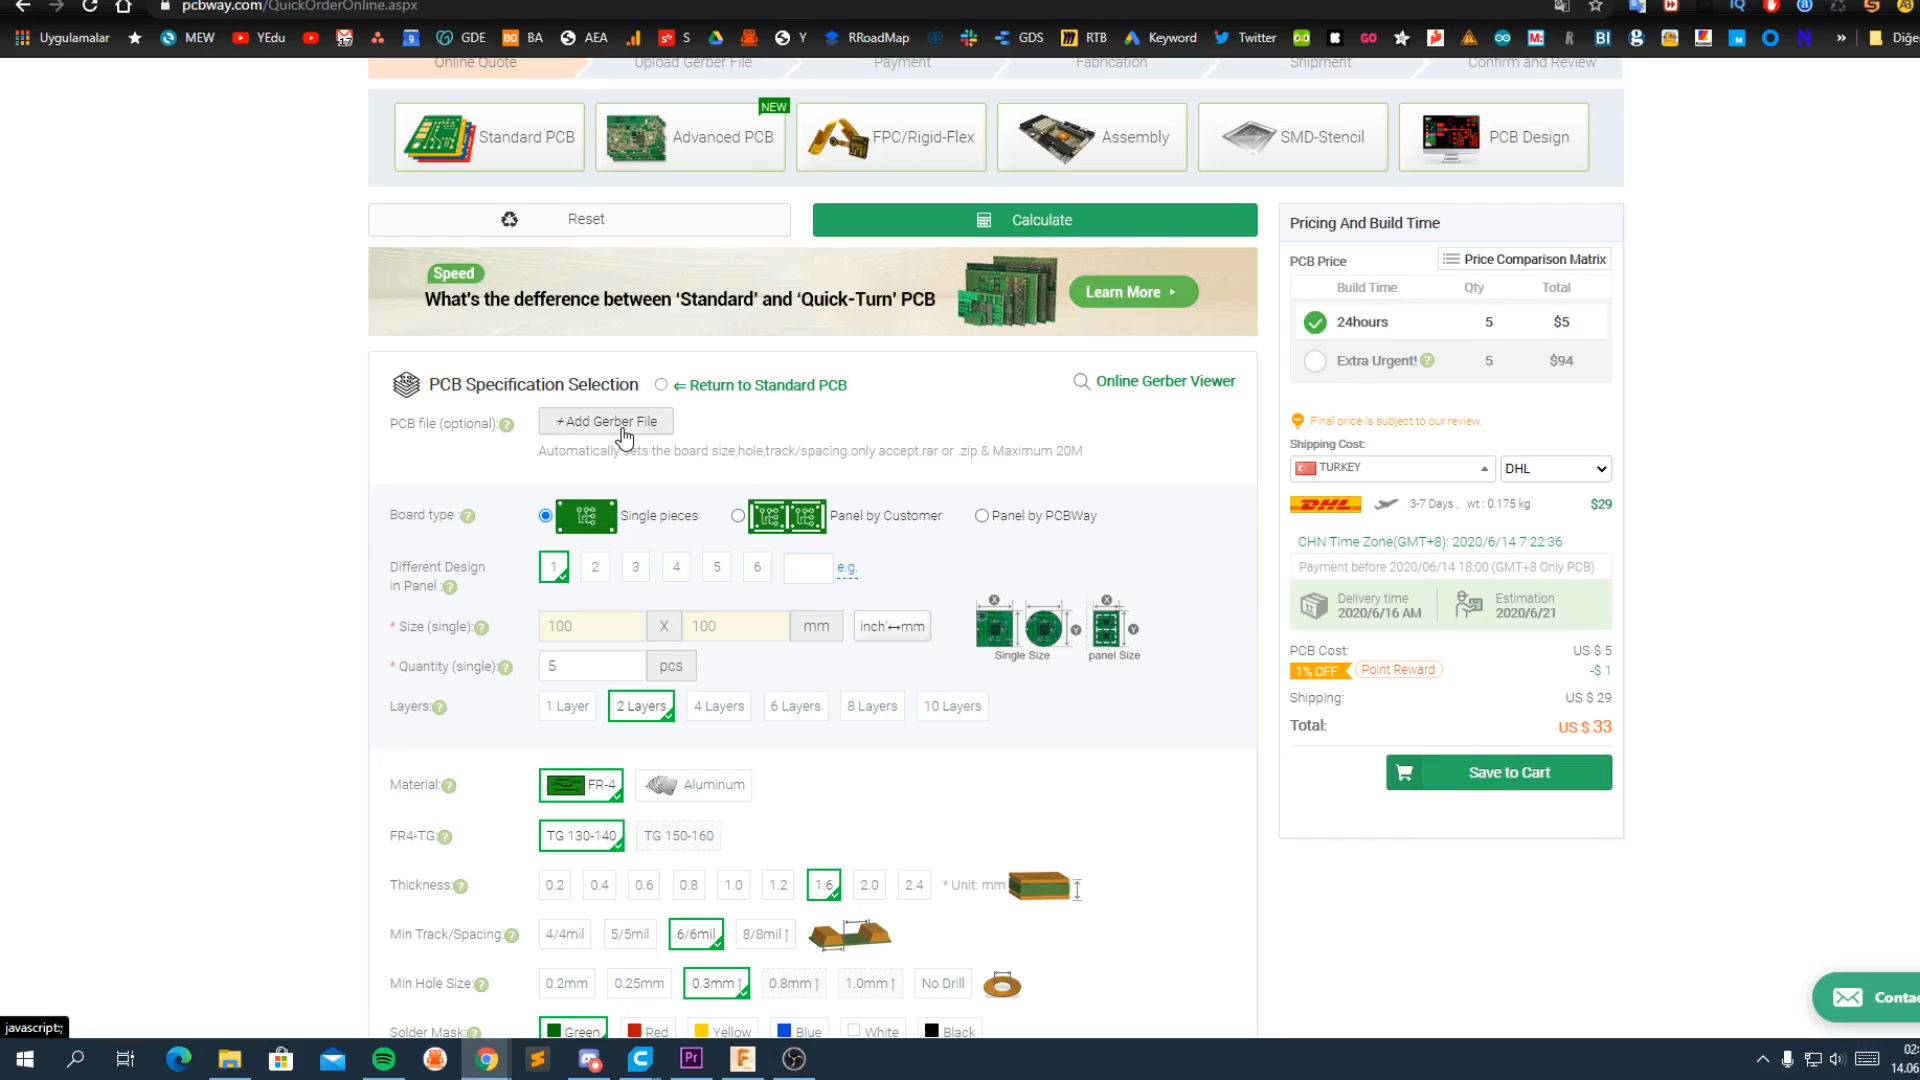 pcbway.com/QuickOrderOnline.aspx
Uygulamalar MEW YEdu GDE BA AEA S Y RRoadMap GDS RTB Keyword Twitter » Diğe
Online Quote Upload Gerber File Payment Fabrication Shipment Confirm and Review
NEW
Standard PCB Advanced PCB FPC/Rigid-Flex Assembly SMD-Stencil PCB Design
Reset Calculate
Speed
What's the defference between 'Standard' and 'Quick-Turn' PCB
Learn More
PCB Specification Selection ⇐ Return to Standard PCB Online Gerber Viewer
PCB file (optional): +Add Gerber File
Automatically sets the board size,hole,track/spacing.only accept.rar or .zip & Maximum 20M
Board type : Single pieces Panel by Customer Panel by PCBWay
Different Design
in Panel : 1 2 3 4 5 6 e.g.
* Size (single): 100 X 100 mm inch↔mm
Single Size panel Size
* Quantity (single): 5 pcs
Layers: 1 Layer 2 Layers 4 Layers 6 Layers 8 Layers 10 Layers
Material: FR-4 Aluminum
FR4-TG: TG 130-140 TG 150-160
Thickness: 0.2 0.4 0.6 0.8 1.0 1.2 1.6 2.0 2.4 * Unit: mm
Min Track/Spacing: 4/4mil 5/5mil 6/6mil 8/8mil↑
Min Hole Size: 0.2mm 0.25mm 0.3mm↑ 0.8mm↑ 1.0mm↑ No Drill
Solder Mask: Green Red Yellow Blue White Black
Pricing And Build Time
PCB Price Price Comparison Matrix
Build Time Qty Total
24hours 5 $5
Extra Urgent! 5 $94
Final price is subject to our review.
Shipping Cost:
TURKEY DHL
DHL 3-7 Days , wt : 0.175 kg $29
CHN Time Zone(GMT+8): 2020/6/14 7:22:36
Payment before 2020/06/14 18:00 (GMT+8 Only PCB)
Delivery time
2020/6/16 AM
Estimation
2020/6/21
PCB Cost: US $ 5
1% OFF Point Reward -$ 1
Shipping: US $ 29
Total: US $ 33
Save to Cart
Conta
javascript:;
02:
14.06